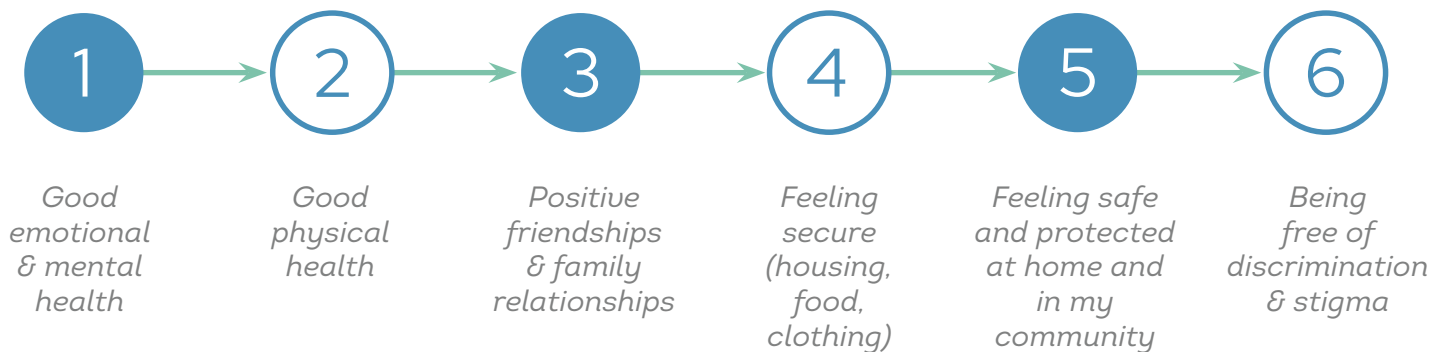 1
2
3
4
5
6
Good
emotional
& mental
health
Good
physical
health
Positive
friendships
& family
relationships
Feeling
secure
(housing,
food,
clothing)
Feeling safe
and protected
at home and
in my
community
Being
free of
discrimination
& stigma